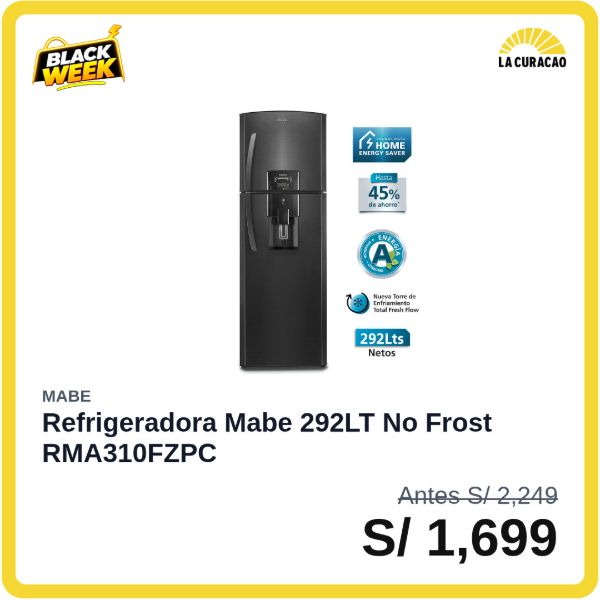 BLACK
WEEK
LA CURACAO
HOME
ENERGY SAVER
Hasta
45%
de ahorro*
ENERGÍA
A
Nueva Torre de
Enfriamiento
Total Fresh Flow
292Lts
Netos
MABE
Refrigeradora Mabe 292LT No Frost
RMA310FZPC
Antes S/ 2,249
S/ 1,699